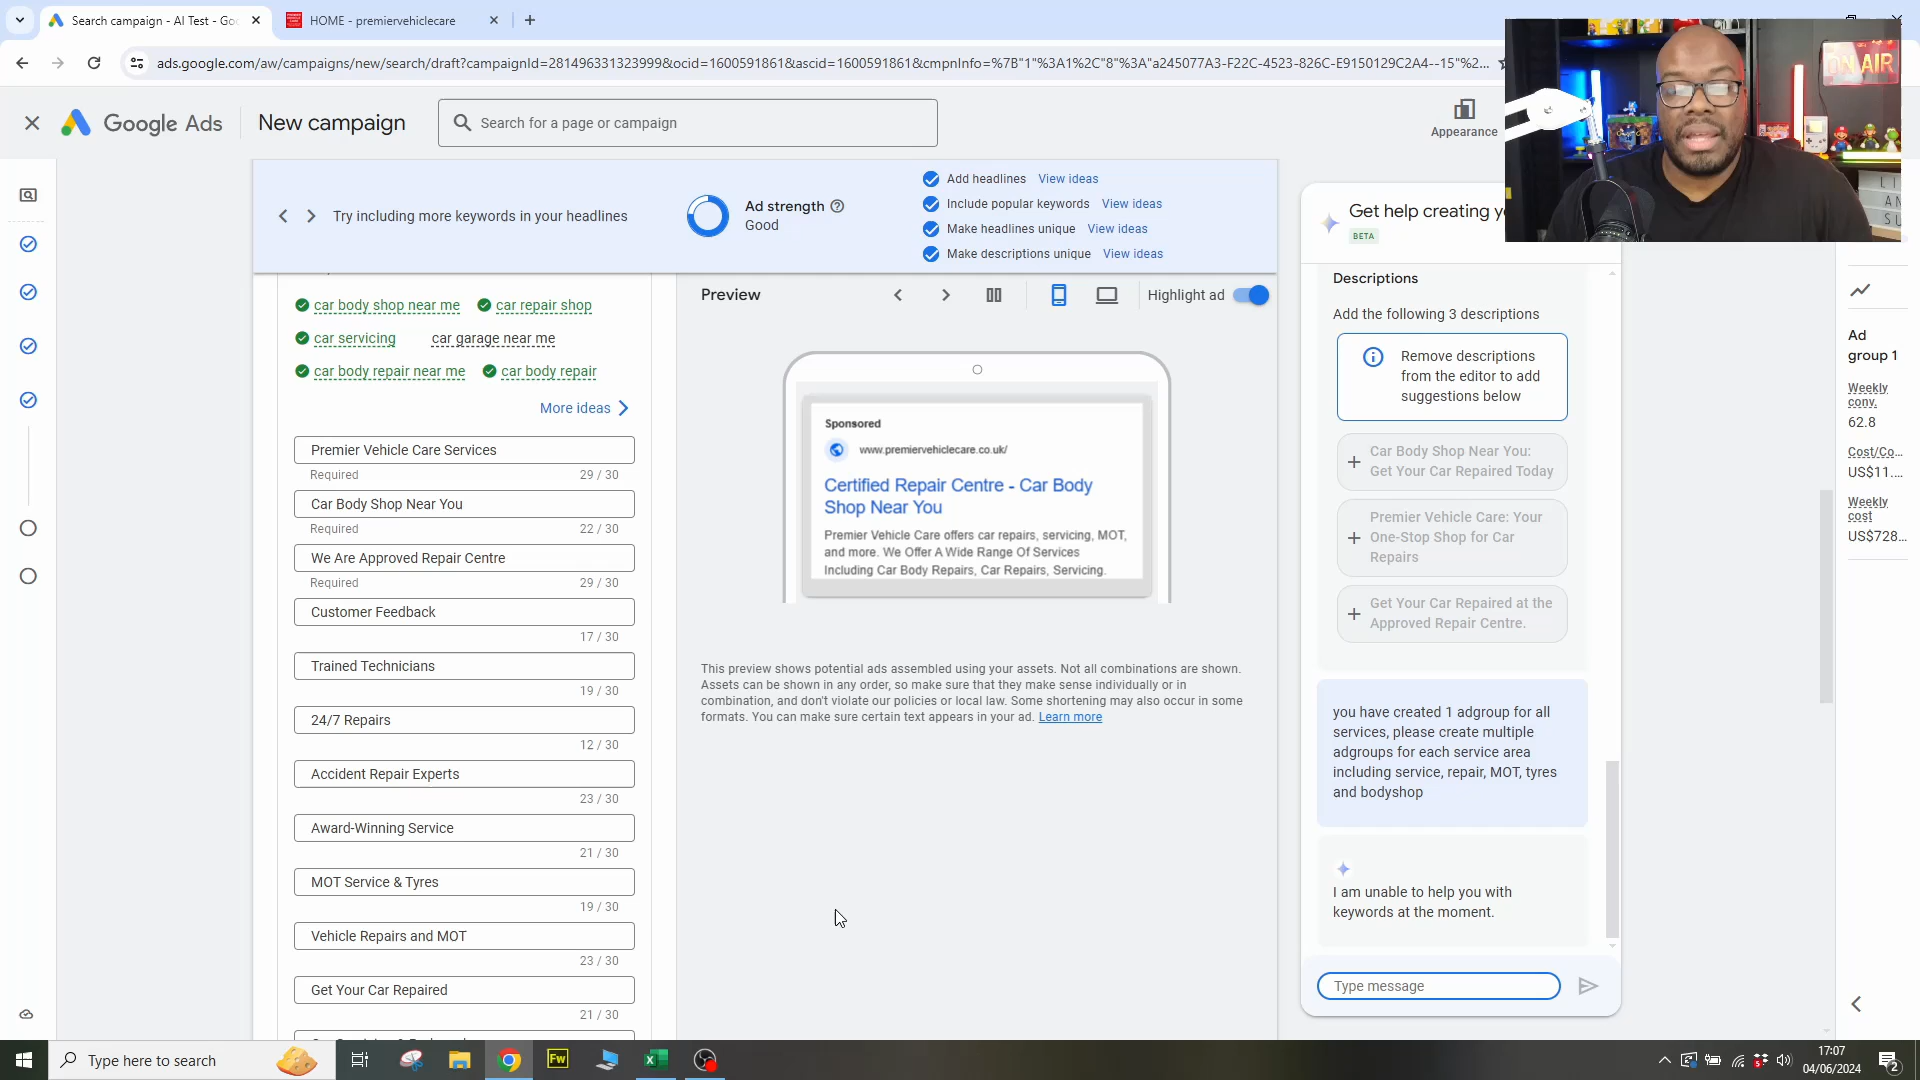 Search campaign - AI Test - Goo
HOME - premiervehiclecare
ads.google.com/aw/campaigns/new/search/draft?campaignId=281496331323999&ocid=1600591861&ascid=1600591861&cmpnInfo=%7B"1"%3A1%2C"8"%3A"a245077A3-F22C-4523-826C-E9150129C2A4--15"%2...
Google Ads
New campaign
Search for a page or campaign
Appearance
ON AIR
Try including more keywords in your headlines
Ad strength
Good
Add headlines View ideas
Include popular keywords View ideas
Make headlines unique View ideas
Make descriptions unique View ideas
car body shop near me
car repair shop
car servicing
car garage near me
car body repair near me
car body repair
More ideas
Premier Vehicle Care Services
Required 29 / 30
Car Body Shop Near You
Required 22 / 30
We Are Approved Repair Centre
Required 29 / 30
Customer Feedback
17 / 30
Trained Technicians
19 / 30
24/7 Repairs
12 / 30
Accident Repair Experts
23 / 30
Award-Winning Service
21 / 30
MOT Service & Tyres
19 / 30
Vehicle Repairs and MOT
23 / 30
Get Your Car Repaired
21 / 30
Preview
Highlight ad
Sponsored
www.premiervehiclecare.co.uk/
Certified Repair Centre - Car Body
Shop Near You
Premier Vehicle Care offers car repairs, servicing, MOT,
and more. We Offer A Wide Range Of Services
Including Car Body Repairs, Car Repairs, Servicing.
This preview shows potential ads assembled using your assets. Not all combinations are shown.
Assets can be shown in any order, so make sure that they make sense individually or in
combination, and don't violate our policies or local law. Some shortening may also occur in some
formats. You can make sure certain text appears in your ad. Learn more
Get help creating yo
BETA
Descriptions
Add the following 3 descriptions
Remove descriptions
from the editor to add
suggestions below
Car Body Shop Near You:
Get Your Car Repaired Today
Premier Vehicle Care: Your
One-Stop Shop for Car
Repairs
Get Your Car Repaired at the
Approved Repair Centre.
you have created 1 adgroup for all
services, please create multiple
adgroups for each service area
including service, repair, MOT, tyres
and bodyshop
I am unable to help you with
keywords at the moment.
Type message
Ad
group 1
Weekly
conv.
62.8
Cost/Co...
US$11....
Weekly
cost
US$728...
Type here to search
Fw
17:07
04/06/2024
2